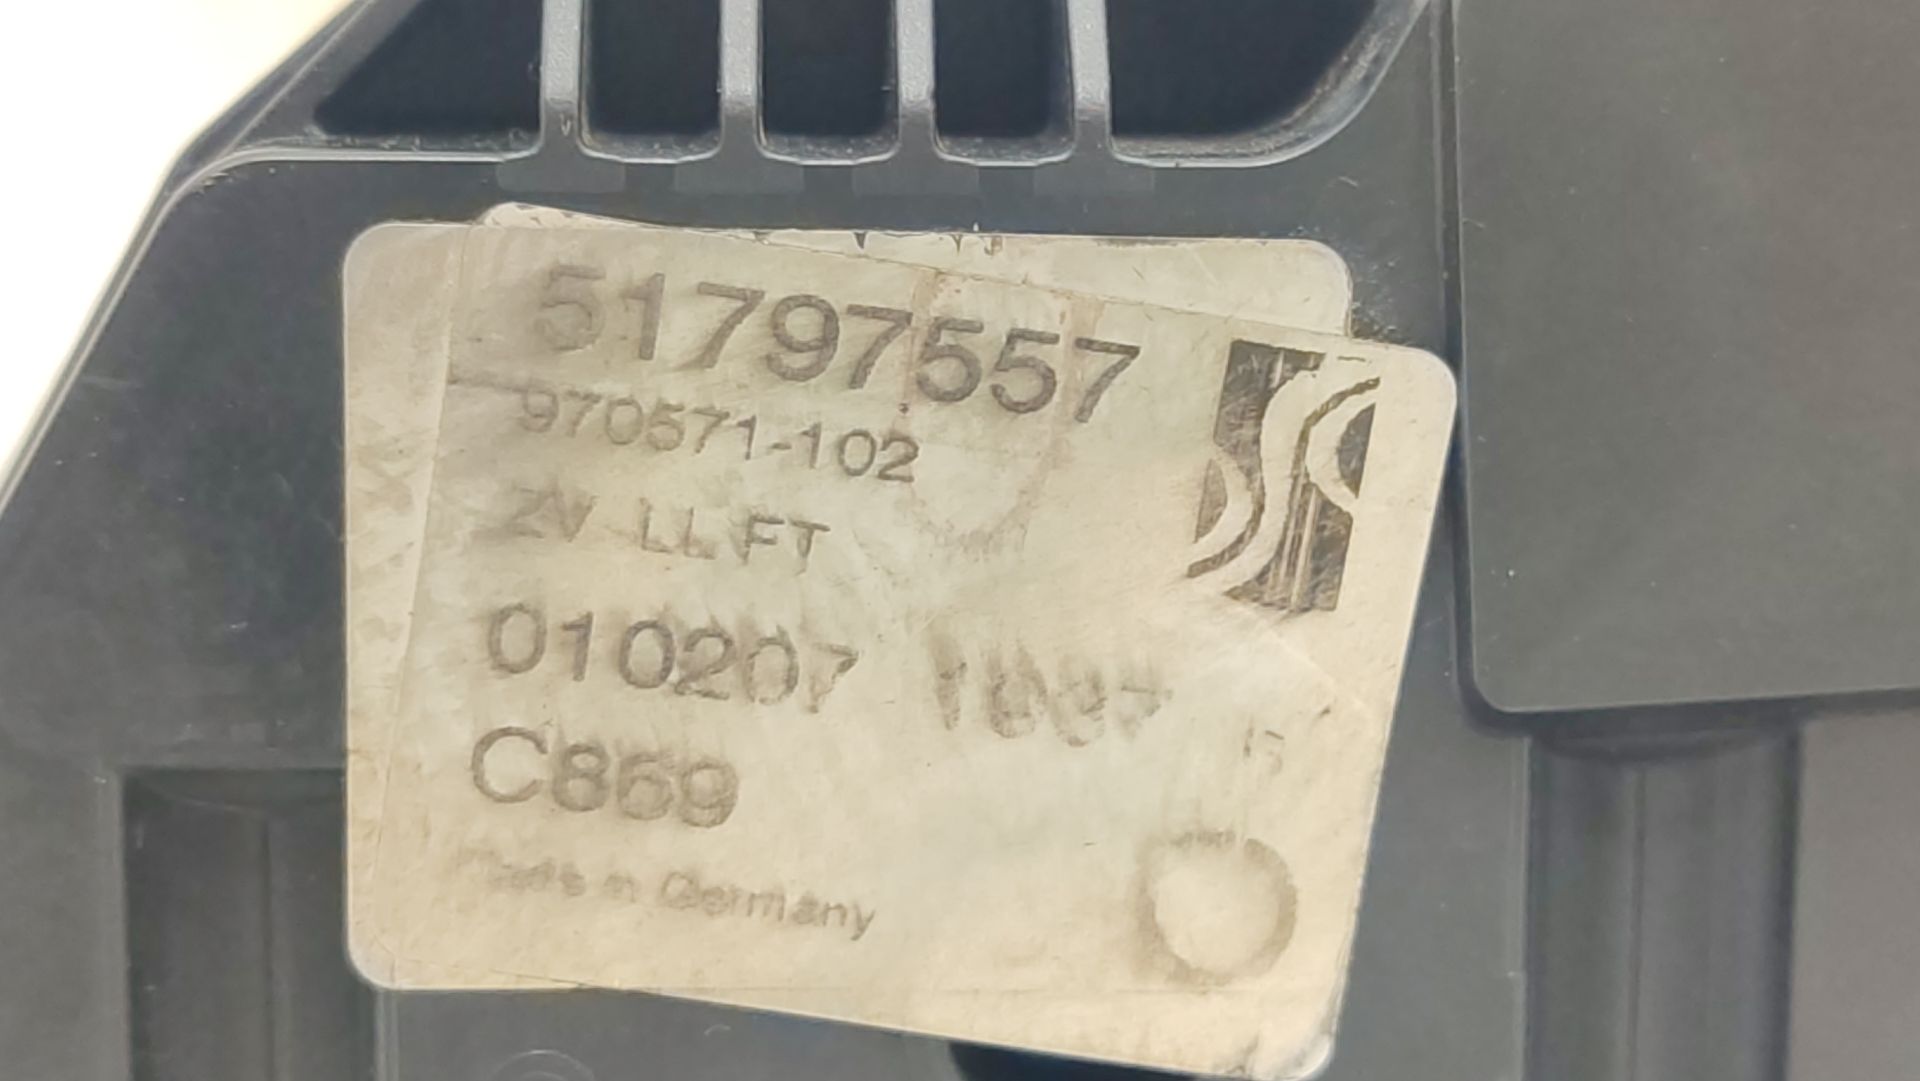 51797557
970571-102
ZV LL FT
010207
C869
Made in Germany